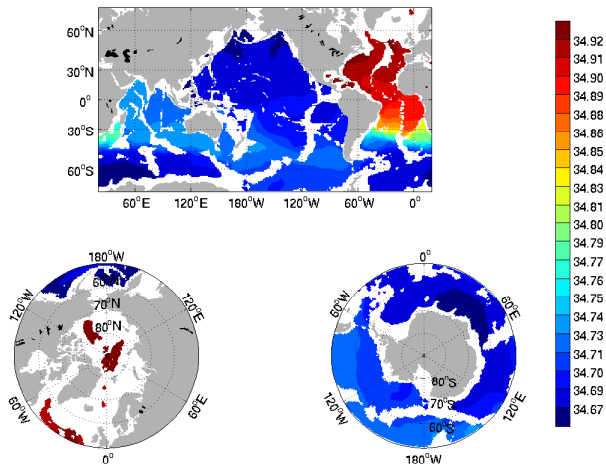 60°N
30°N
0°
30°S
60°S
60°E
120°E
180°W
120°W
60°W
0°
34.92
34.91
34.90
34.89
34.88
34.86
34.85
34.84
34.83
34.81
34.80
34.79
34.77
34.76
34.75
34.74
34.73
34.71
34.70
34.69
34.67
180°W
120°W
120°E
60°W
60°E
0°
60°N
70°N
80°N
0°
60°W
60°E
120°W
120°E
180°W
80°S
70°S
60°S